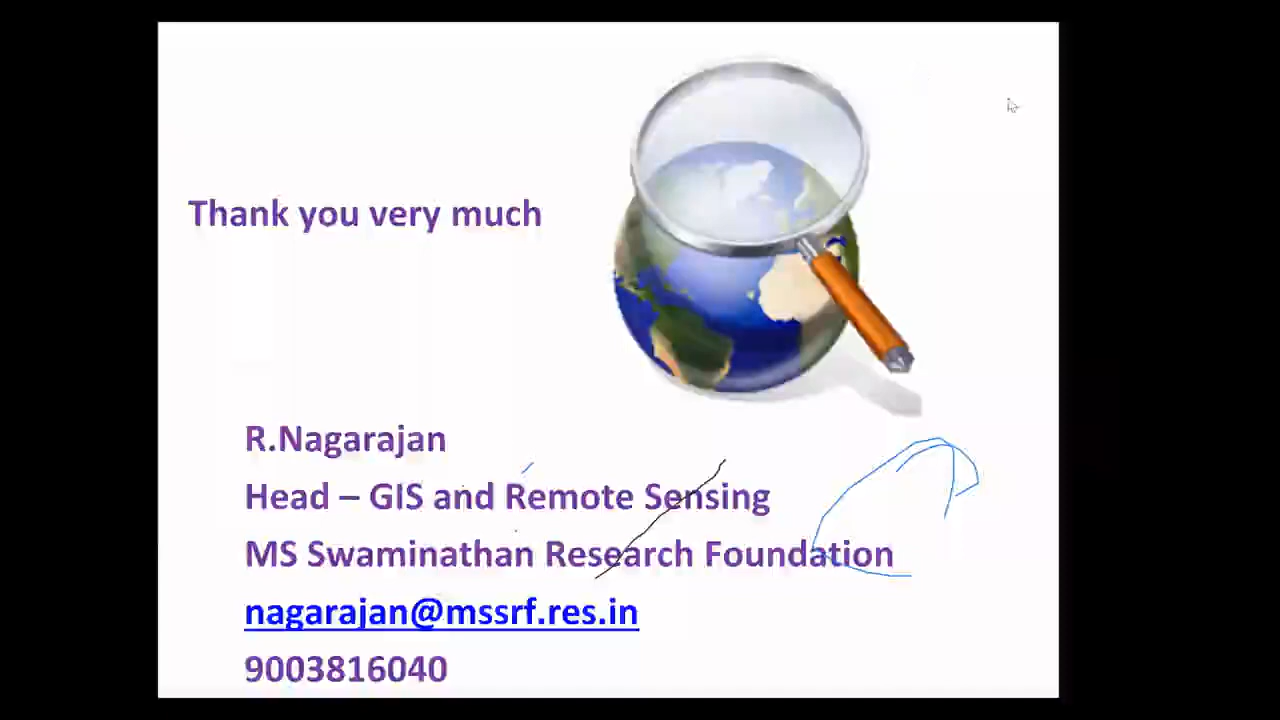 Thank you very much
R.Nagarajan
Head – GIS and Remote Sensing
MS Swaminathan Research Foundation
nagarajan@mssrf.res.in
9003816040